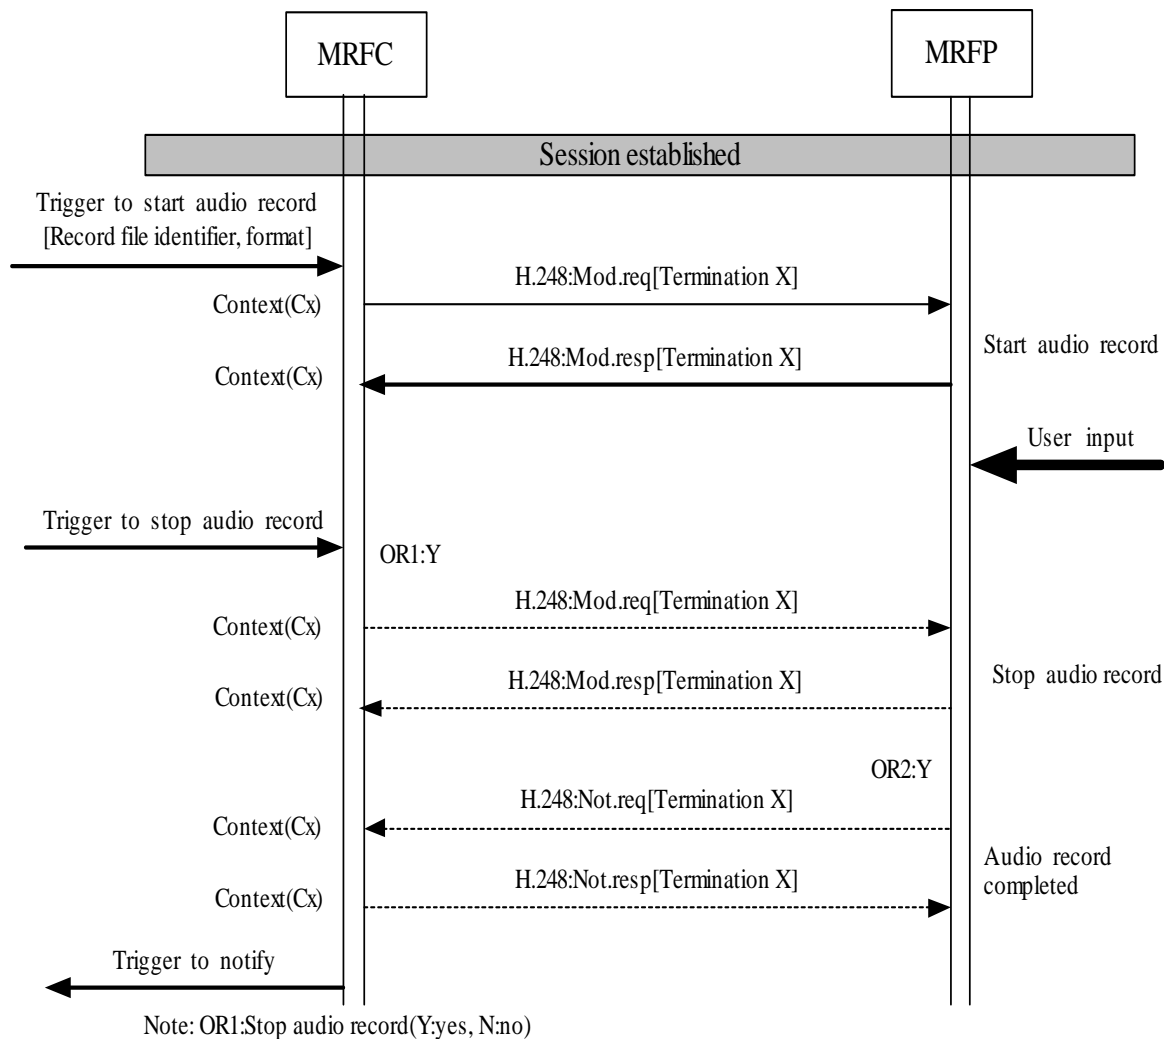 MRFC
MRFP
Session established
Trigger to start audio record
[Record file identifier, format]
H.248:Mod.req[Termination X]
Context(Cx)
Start audio record
H.248:Mod.resp[Termination X]
Context(Cx)
User input
Trigger to stop audio record
OR1:Y
H.248:Mod.req[Termination X]
Context(Cx)
Stop audio record
H.248:Mod.resp[Termination X]
Context(Cx)
OR2:Y
H.248:Not.req[Termination X]
Context(Cx)
Audio record
completed
H.248:Not.resp[Termination X]
Context(Cx)
Trigger to notify
Note: OR1:Stop audio record(Y:yes, N:no)